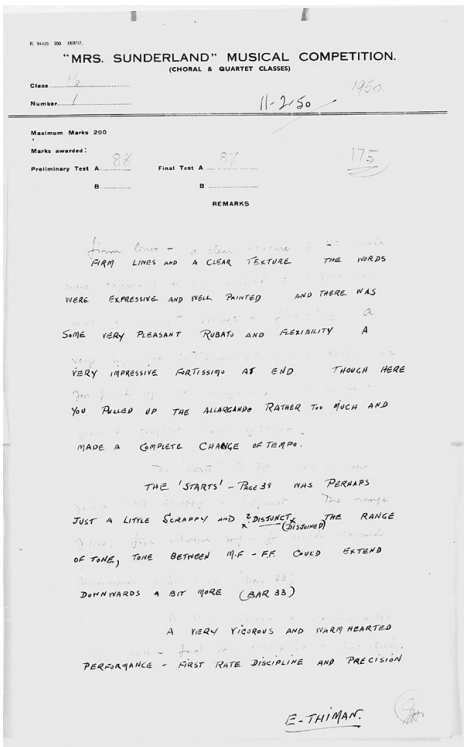 "MRS. SUNDERLAND" MUSICAL COMPETITION.
(CHORAL & QUARTET CLASSES)
Class
1950.
Number 1
11-2-50
Maximum Marks 200
Marks awarded:
Preliminary Test A 88 Final Test A 87 175
B B
REMARKS
FIRM LINES AND A CLEAR TEXTURE THE WORDS
WERE EXPRESSIVE AND WELL PAINTED AND THERE WAS
SOME VERY PLEASANT RUBATO AND FLEXIBILITY A
VERY IMPRESSIVE FORTISSIMO AT END THOUGH HERE
YOU PULLED UP THE ALLARGANDO RATHER TOO MUCH AND
MADE A COMPLETE CHANGE OF TEMPO.
THE 'STARTS' - PAGE 39 WAS PERHAPS
JUST A LITTLE SCRAPPY AND ? DISJUNCT THE RANGE
(DISJOINED)
OF TONE, TONE BETWEEN M.F - F.F. COULD EXTEND
DOWNWARDS A BIT MORE (BAR 33)
A VERY VIGOROUS AND WARM HEARTED
PERFORMANCE - FIRST RATE DISCIPLINE AND PRECISION
E-THIMAN.